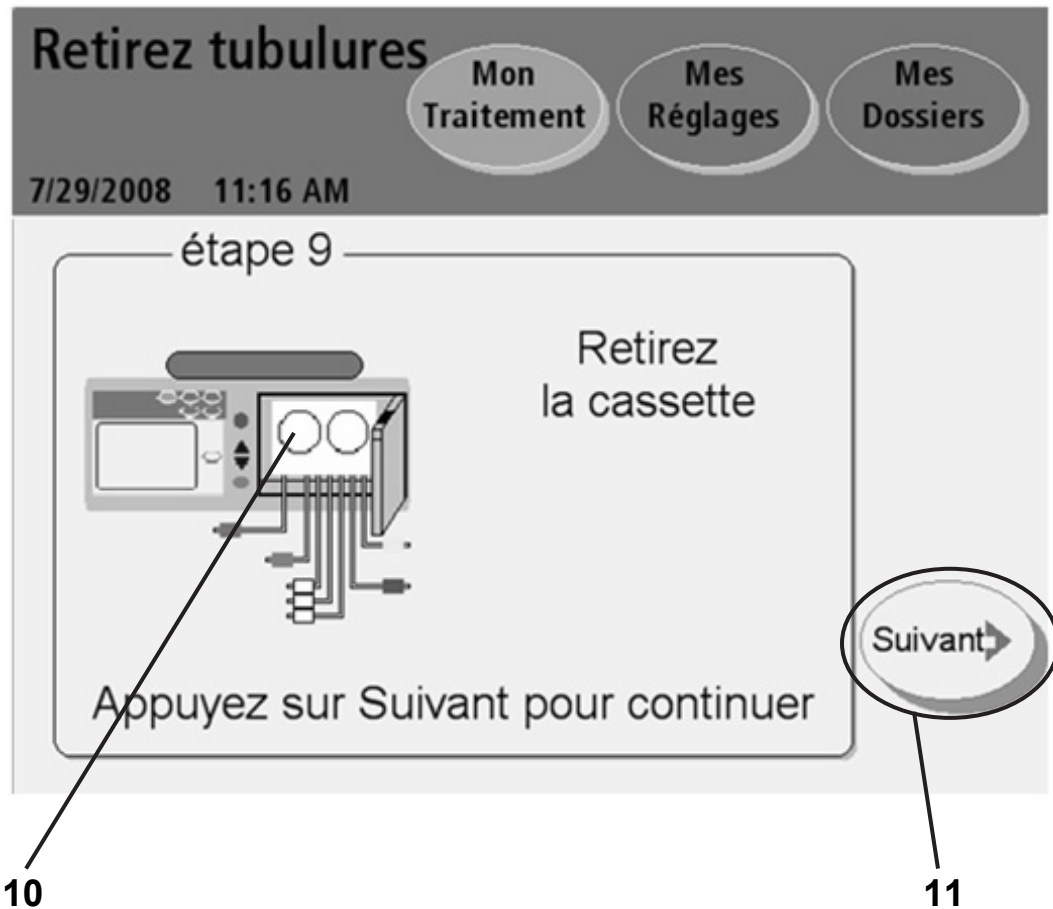 Retirez tubulures
Mon
Traitement
Mes
Réglages
Mes
Dossiers
7/29/2008 11:16 AM
étape 9
Retirez
la cassette
Suivant
Appuyez sur Suivant pour continuer
10
11